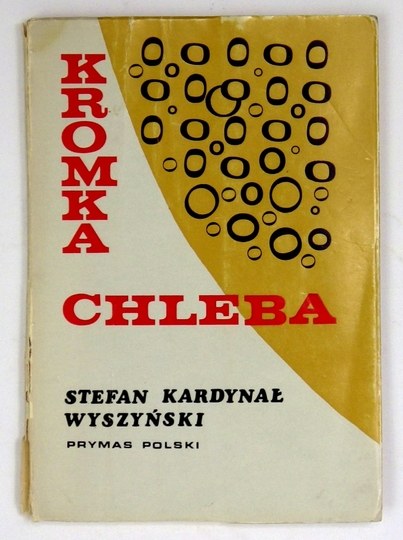 KROMKA
CHLEBA
STEFAN KARDYNAŁ
WYSZYŃSKI
PRYMAS POLSKI